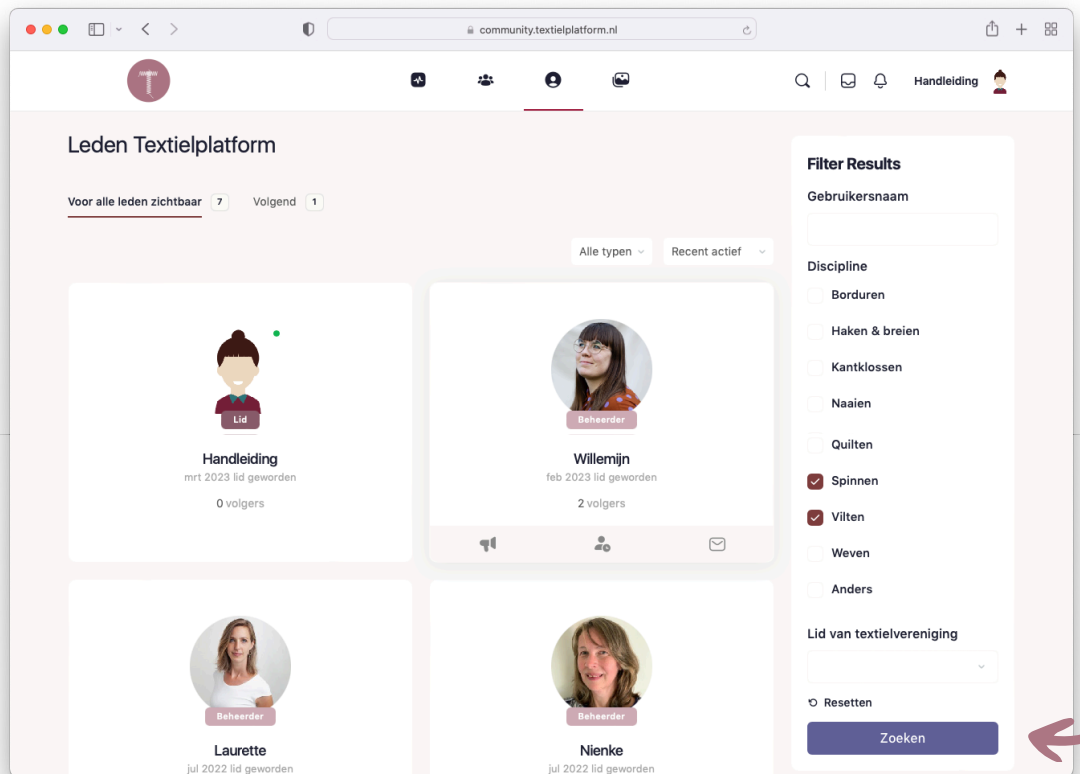 community.textielplatform.nl
T
Handleiding
Leden Textielplatform
Voor alle leden zichtbaar 7 Volgend 1
Alle typen Recent actief
Lid
Handleiding
mrt 2023 lid geworden
0 volgers
Beheerder
Willemijn
feb 2023 lid geworden
2 volgers
Beheerder
Laurette
jul 2022 lid geworden
Beheerder
Nienke
jul 2022 lid geworden
Filter Results
Gebruikersnaam
Discipline
Borduren
Haken & breien
Kantklossen
Naaien
Quilten
Spinnen
Vilten
Weven
Anders
Lid van textielvereniging
Resetten
Zoeken